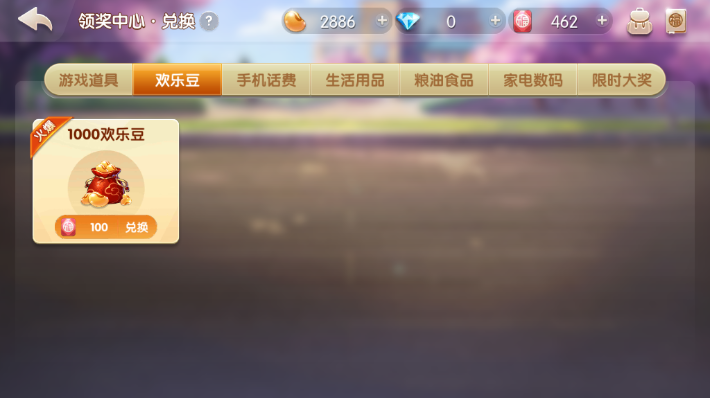 领奖中心·兑换 ? 2886 + 0 + 462 +
游戏道具 欢乐豆 手机话费 生活用品 粮油食品 家电数码 限时大奖
火爆
1000欢乐豆
100 兑换